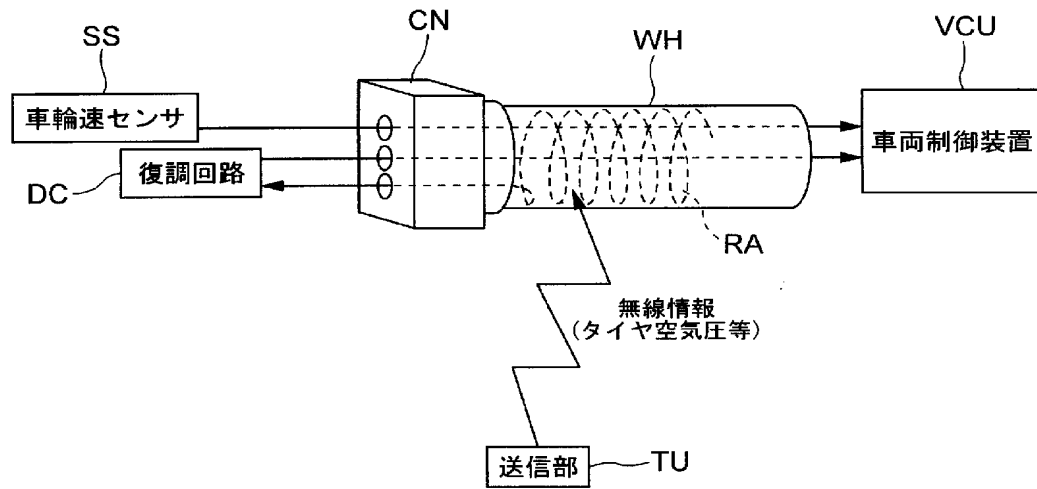 SS
CN
WH
VCU
車輪速センサ
復調回路
DC
車両制御装置
RA
無線情報
(タイヤ空気圧等)
送信部
TU